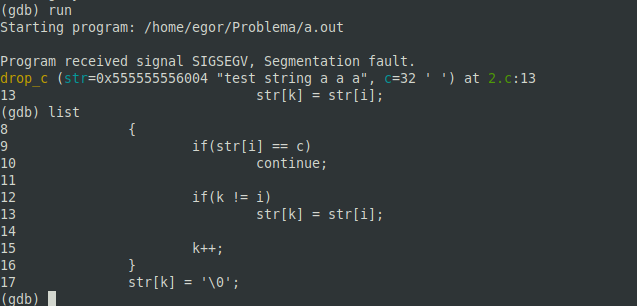 (gdb) run
Starting program: /home/egor/Problema/a.out

Program received signal SIGSEGV, Segmentation fault.
drop_c (str=0x555555556004 "test string a a a", c=32 ' ') at 2.c:13
13                              str[k] = str[i];
(gdb) list
8               {
9                       if(str[i] == c)
10                              continue;
11
12                      if(k != i)
13                              str[k] = str[i];
14
15                      k++;
16              }
17              str[k] = '\0';
(gdb)